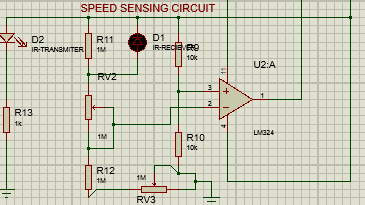 SPEED SENSING CIRCUIT
D2
IR-TRANSMITER
R11
1M
D1
IR-RECIEVER
R9
10k
U2:A
RV2
11
3
2
1
4
LM324
R13
1k
1M
R10
10k
R12
1M
1M
RV3